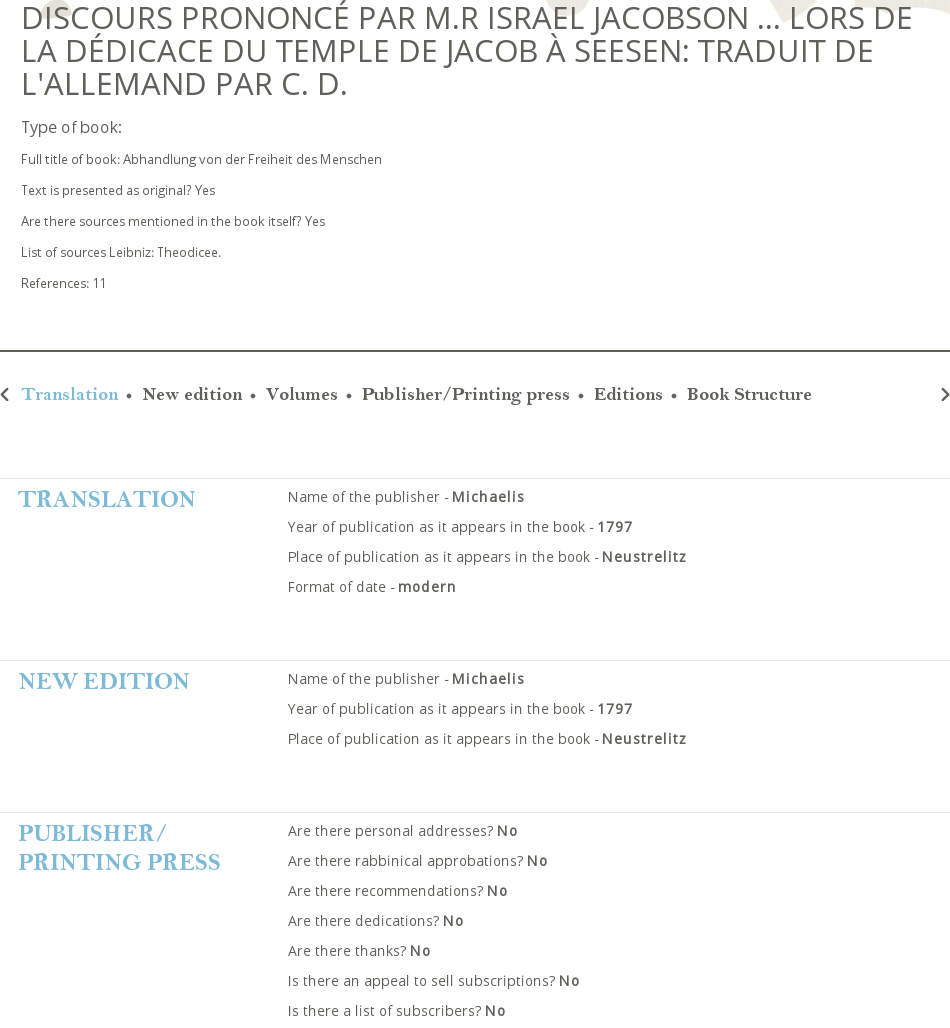 DISCOURS PRONONCÉ PAR M.R ISRAEL JACOBSON ... LORS DE
LA DÉDICACE DU TEMPLE DE JACOB À SEESEN: TRADUIT DE
L'ALLEMAND PAR C. D.
Type of book:
Full title of book: Abhandlung von der Freiheit des Menschen
Text is presented as original? Yes
Are there sources mentioned in the book itself? Yes
List of sources Leibniz: Theodicee.
References: 11
Translation • New edition • Volumes • Publisher/Printing press • Editions • Book Structure
TRANSLATION
Name of the publisher - Michaelis
Year of publication as it appears in the book - 1797
Place of publication as it appears in the book - Neustrelitz
Format of date - modern
NEW EDITION
Name of the publisher - Michaelis
Year of publication as it appears in the book - 1797
Place of publication as it appears in the book - Neustrelitz
PUBLISHER/
PRINTING PRESS
Are there personal addresses? No
Are there rabbinical approbations? No
Are there recommendations? No
Are there dedications? No
Are there thanks? No
Is there an appeal to sell subscriptions? No
Is there a list of subscribers? No